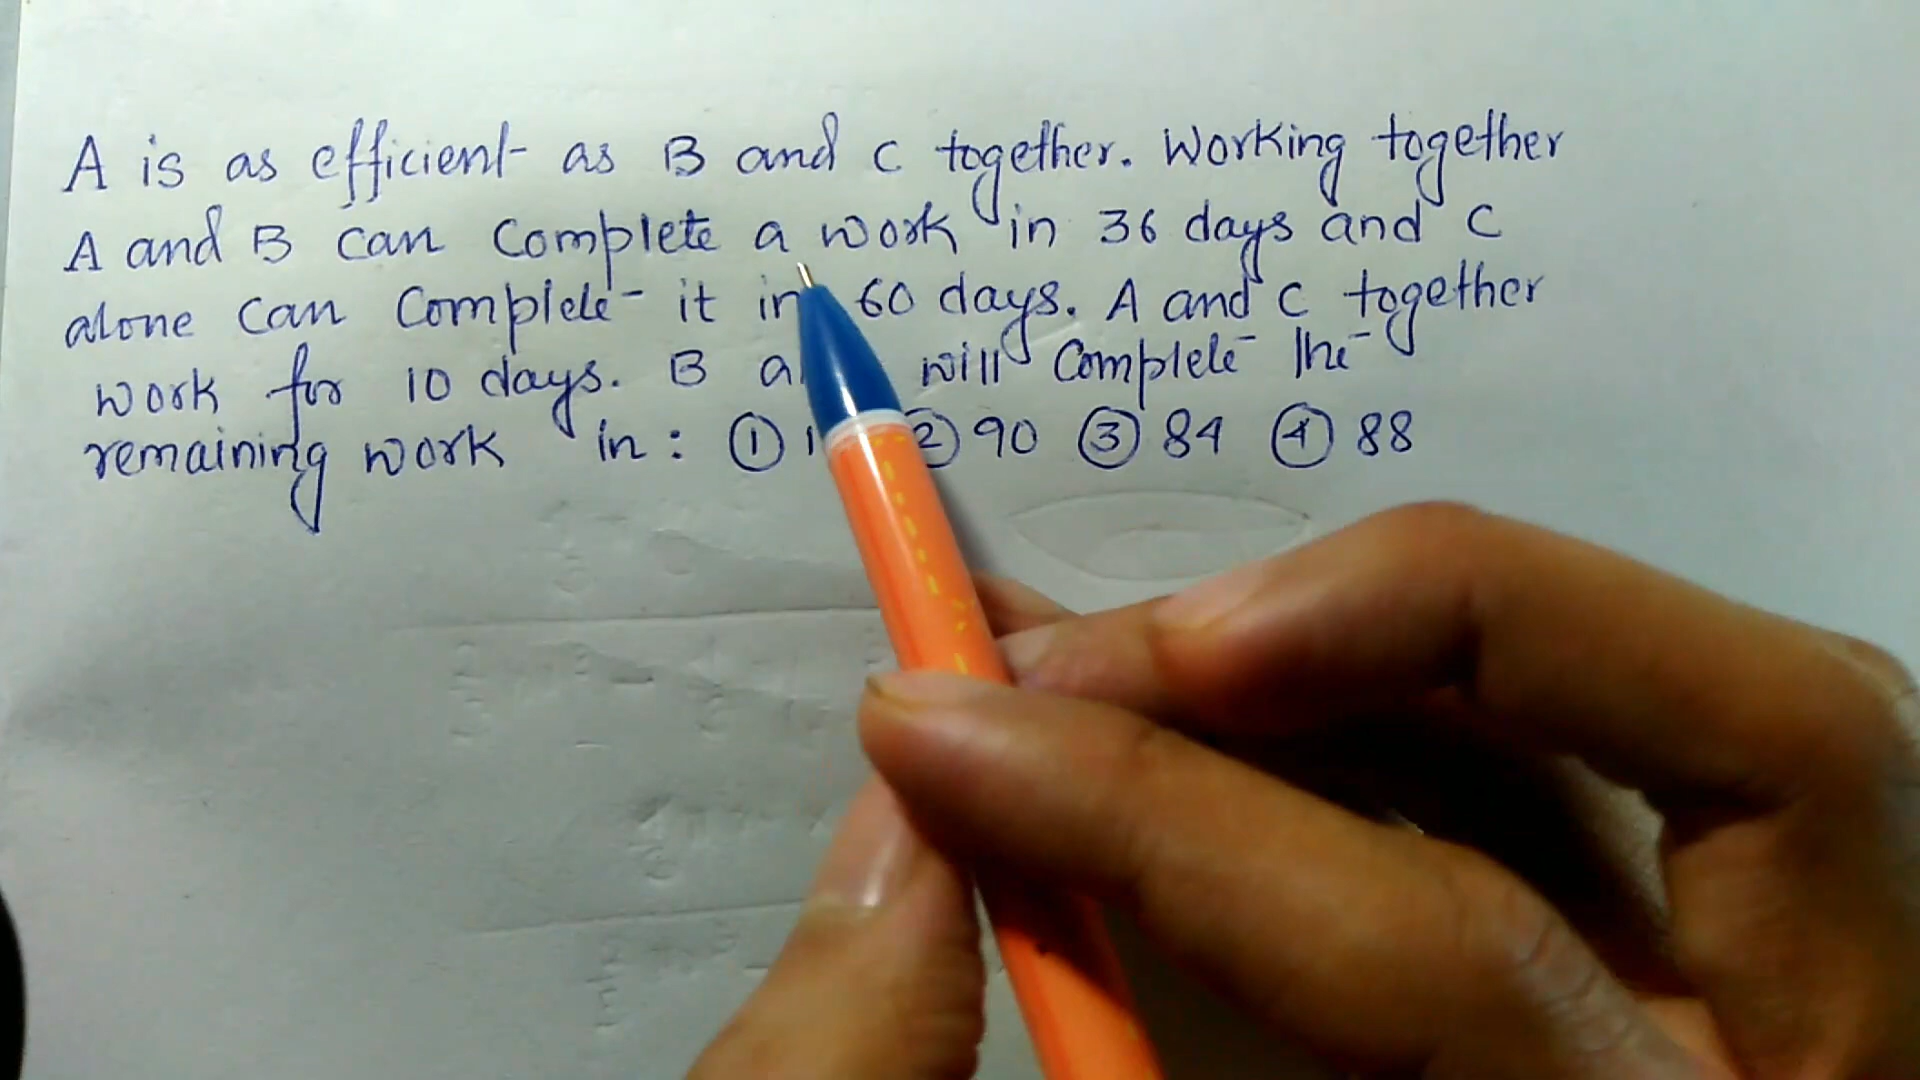 A is as efficient as B and C together. Working together
A and B can complete a work in 36 days and C
alone can complete it in 60 days. A and C together
work for 10 days. B will complete the
remaining work in: ① ② 90 ③ 84 ④ 88